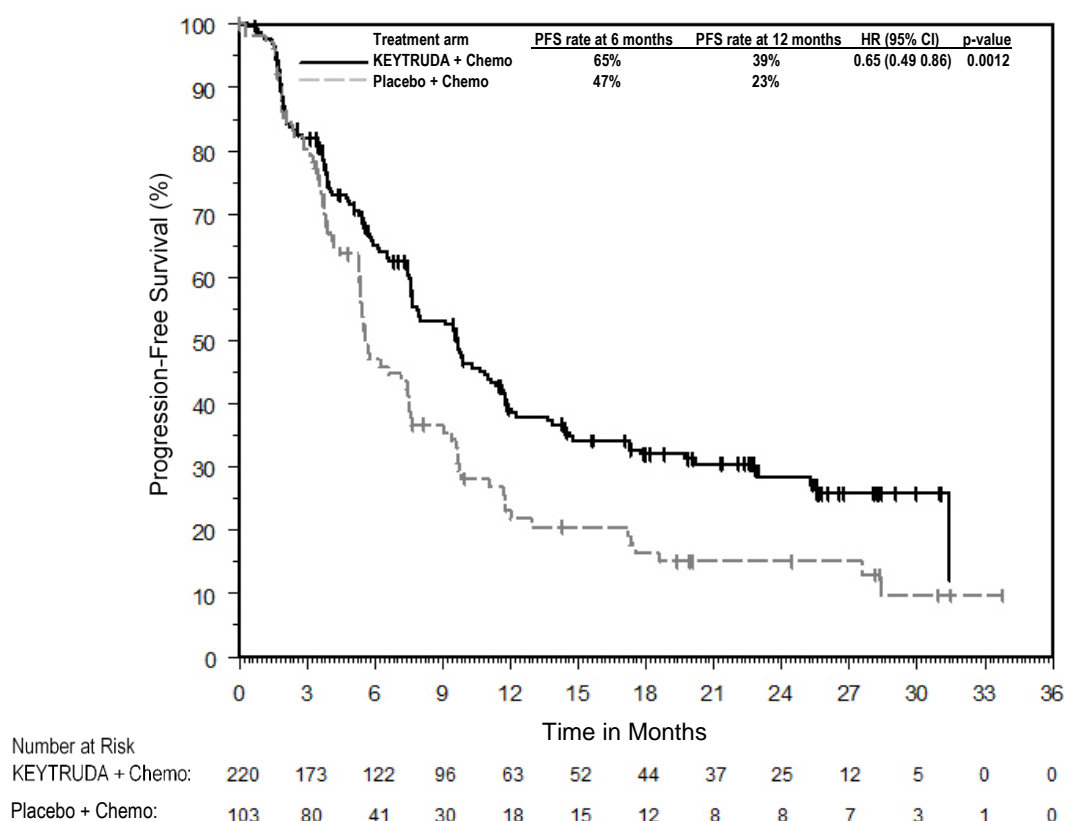 Treatment arm PFS rate at 6 months PFS rate at 12 months HR (95% CI) p-value
KEYTRUDA + Chemo 65% 39% 0.65 (0.49 0.86) 0.0012
Placebo + Chemo 47% 23%
Progression-Free Survival (%)
100
90
80
70
60
50
40
30
20
10
0
0 3 6 9 12 15 18 21 24 27 30 33 36
Time in Months
Number at Risk
KEYTRUDA + Chemo: 220 173 122 96 63 52 44 37 25 12 5 0 0
Placebo + Chemo: 103 80 41 30 18 15 12 8 8 7 3 1 0